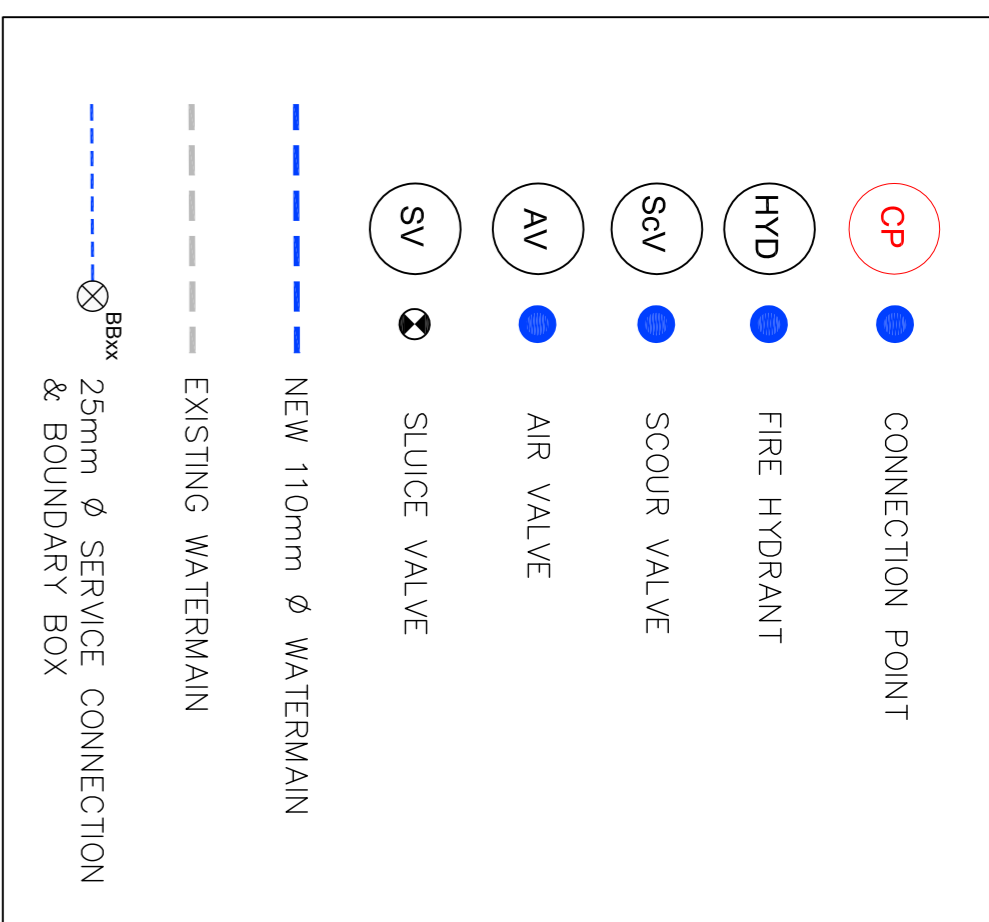 CP
CONNECTION POINT
HYD
FIRE HYDRANT
ScV
SCOUR VALVE
AV
AIR VALVE
SV
SLUICE VALVE
NEW 110mm Ø WATERMAIN
EXISTING WATERMAIN
BBxx
25mm Ø SERVICE CONNECTION
& BOUNDARY BOX